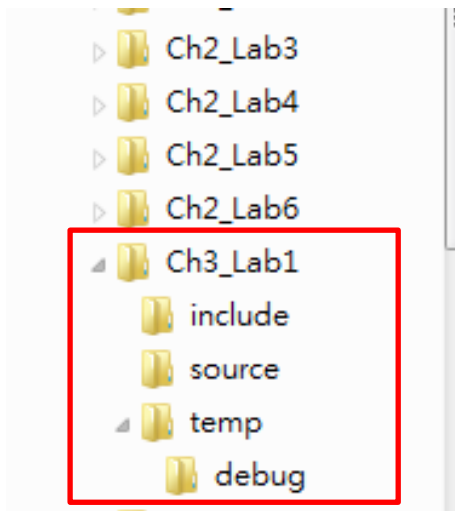 Ch2_Lab3
Ch2_Lab4
Ch2_Lab5
Ch2_Lab6
Ch3_Lab1
include
source
temp
debug